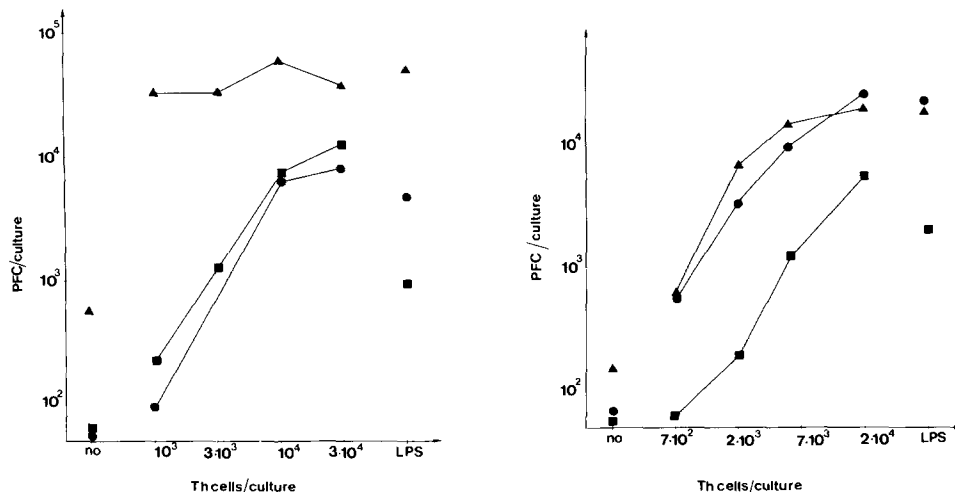 10⁵
10⁴
10³
10²
PFC/culture
no 10³ 3·10³ 10⁴ 3·10⁴ LPS
Th cells/culture
10⁴
10³
10²
PFC/culture
no 7·10² 2·10³ 7·10³ 2·10⁴ LPS
Th cells/culture